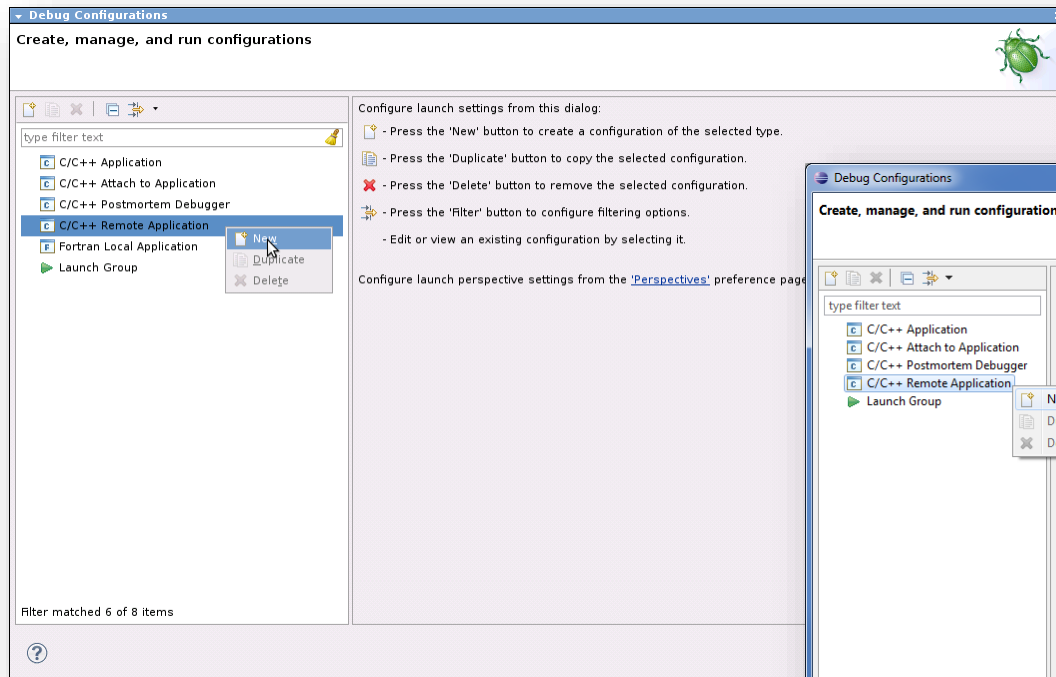 Debug Configurations
Create, manage, and run configurations
type filter text
C/C++ Application
C/C++ Attach to Application
C/C++ Postmortem Debugger
C/C++ Remote Application
Fortran Local Application
Launch Group
New
Duplicate
Delete
Filter matched 6 of 8 items
Configure launch settings from this dialog:
- Press the 'New' button to create a configuration of the selected type.
- Press the 'Duplicate' button to copy the selected configuration.
- Press the 'Delete' button to remove the selected configuration.
- Press the 'Filter' button to configure filtering options.
- Edit or view an existing configuration by selecting it.
Configure launch perspective settings from the 'Perspectives' preference page
Debug Configurations
Create, manage, and run configuration
type filter text
C/C++ Application
C/C++ Attach to Application
C/C++ Postmortem Debugger
C/C++ Remote Application
Launch Group
N
D
D